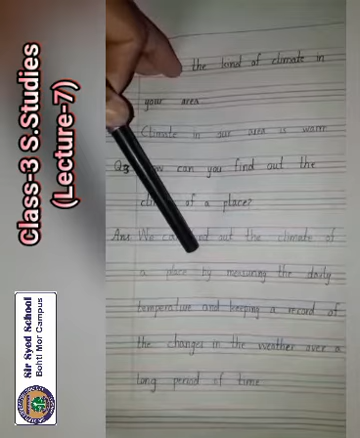 Class-3 S.Studies
(Lecture-7)
Sir Syed School
Bohti Mor Campus
the kind of climate in
your area
Climate in our area is warm
Q3 can you find out the
of a place?
Ans We out the climate of
a place by measuring the daily
temperature and keeping a record of
the changes in the weather over a
long period of time